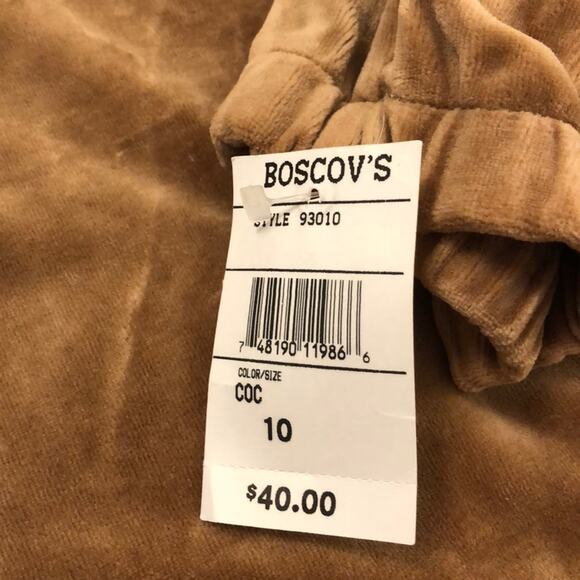 BOSCOV'S
STYLE 93010
7 48190 11986 6
COLOR/SIZE
COC
10
$40.00